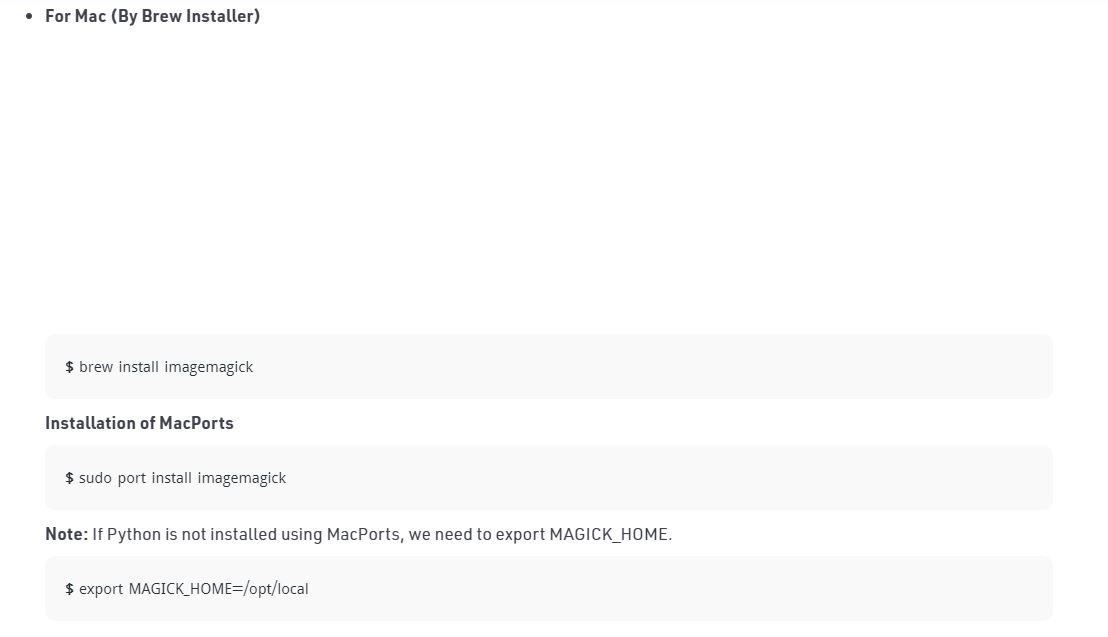 • For Mac (By Brew Installer)
$ brew install imagemagick
Installation of MacPorts
$ sudo port install imagemagick
Note: If Python is not installed using MacPorts, we need to export MAGICK_HOME.
$ export MAGICK_HOME=/opt/local